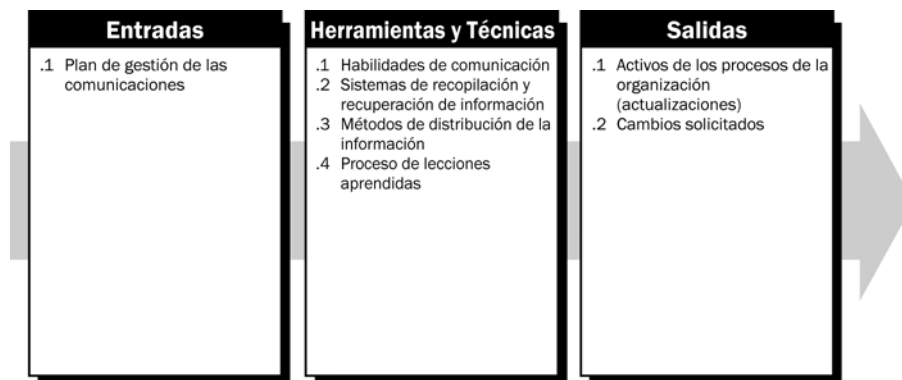 Entradas
.1 Plan de gestión de las
comunicaciones
Herramientas y Técnicas
.1 Habilidades de comunicación
.2 Sistemas de recopilación y
recuperación de información
.3 Métodos de distribución de la
información
.4 Proceso de lecciones
aprendidas
Salidas
.1 Activos de los procesos de la
organización
(actualizaciones)
.2 Cambios solicitados